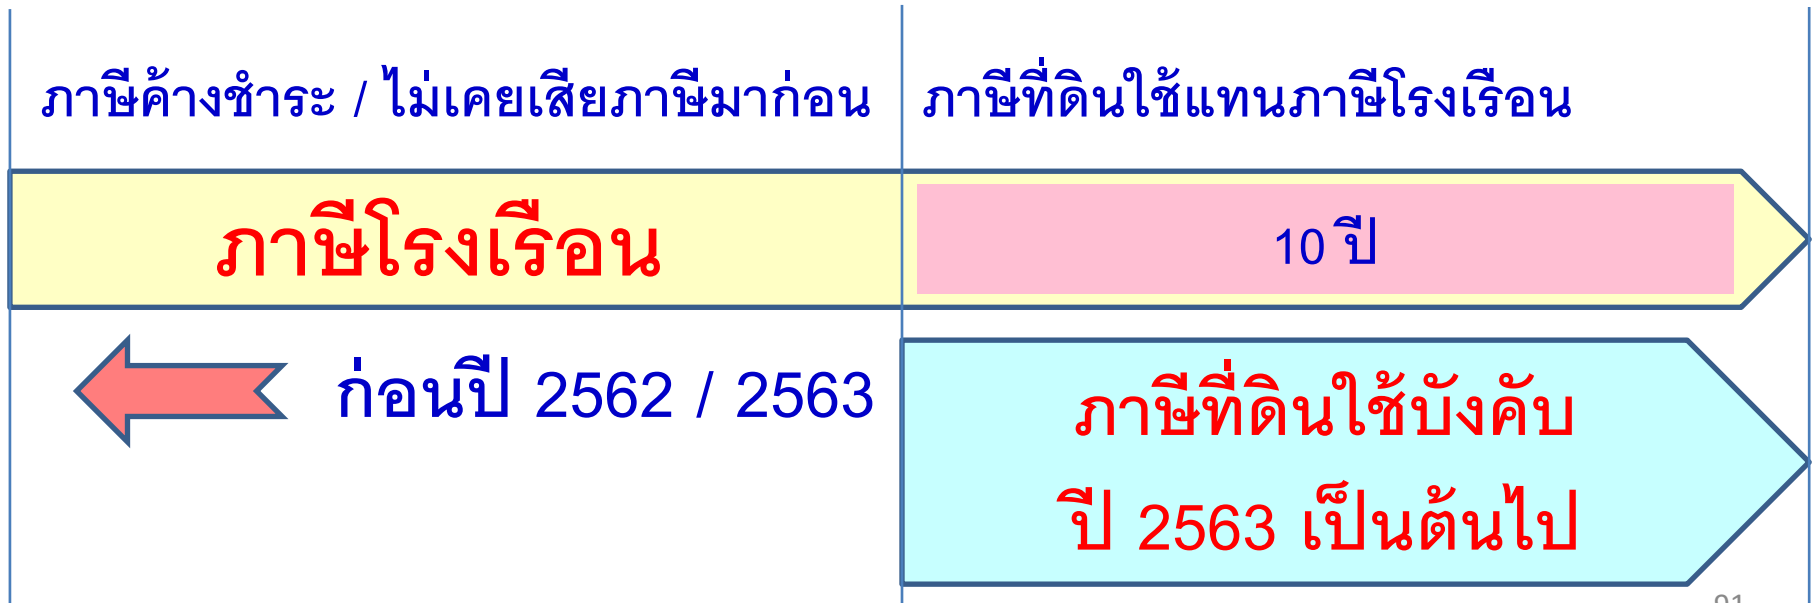 ภาษีค้างชำระ / ไม่เคยเสียภาษีมาก่อน
ภาษีที่ดินใช้แทนภาษีโรงเรือน
ภาษีโรงเรือน
10 ปี
ก่อนปี 2562 / 2563
ภาษีที่ดินใช้บังคับ
ปี 2563 เป็นต้นไป